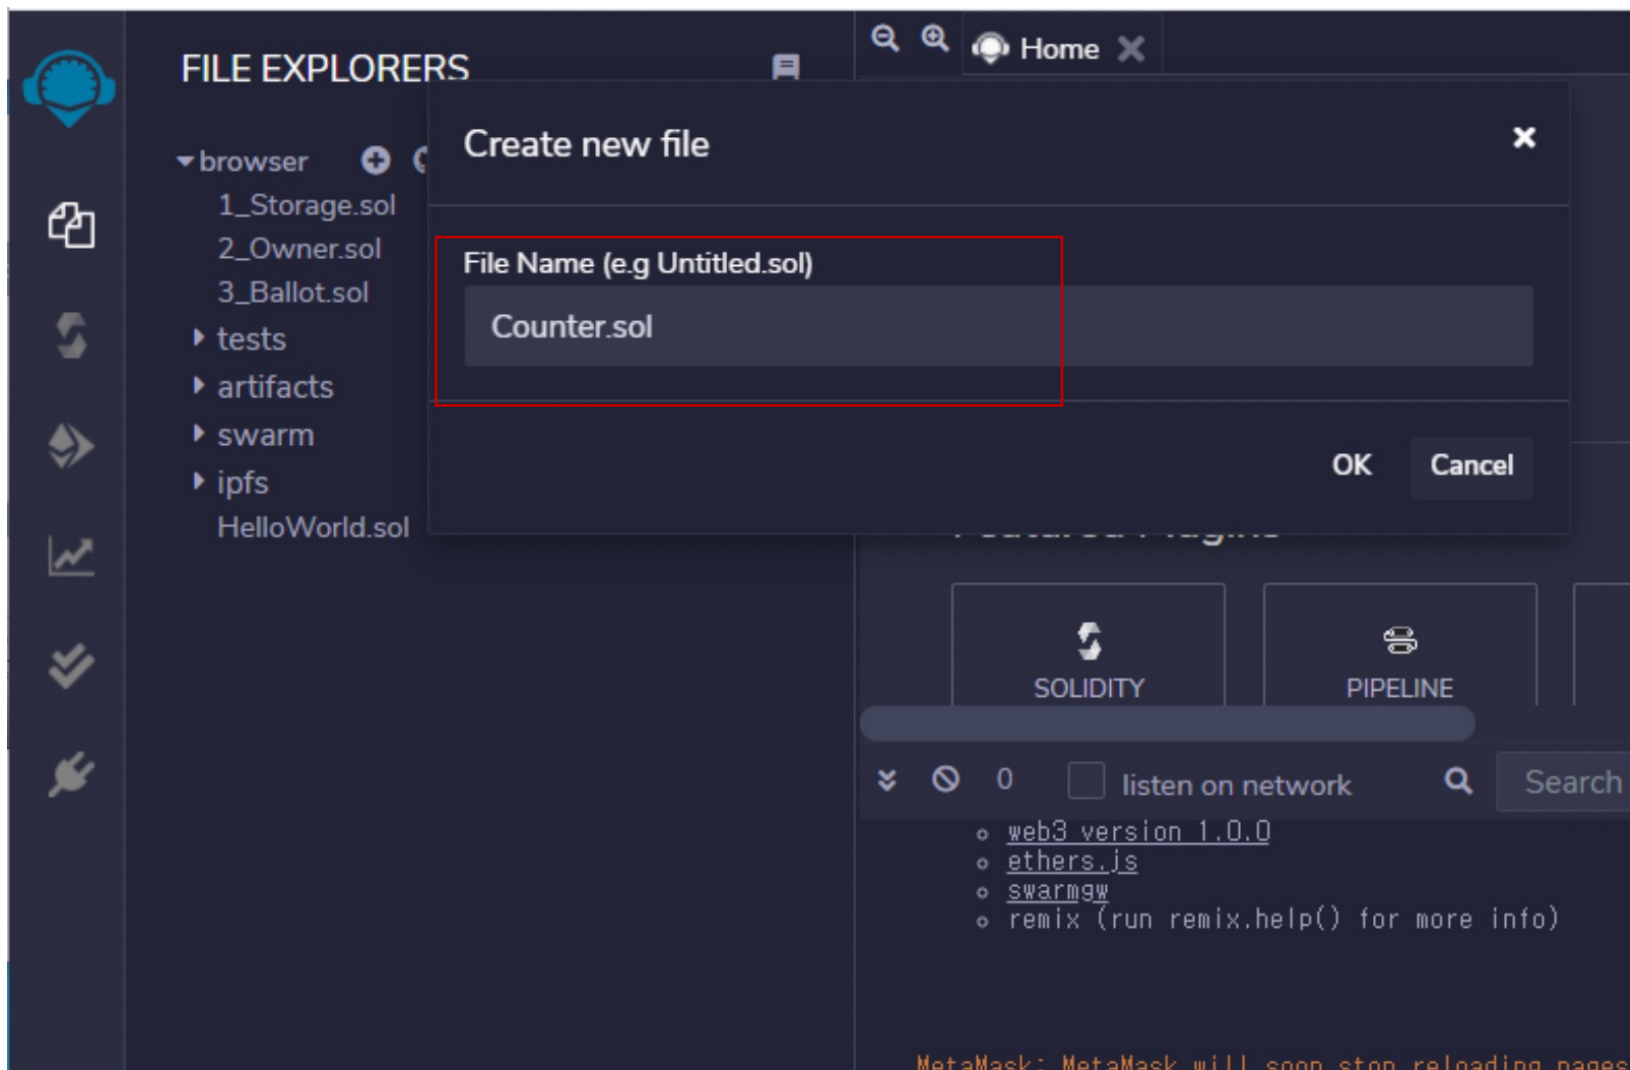 FILE EXPLORERS
browser
1_Storage.sol
2_Owner.sol
3_Ballot.sol
tests
artifacts
swarm
ipfs
HelloWorld.sol
Home
Create new file
File Name (e.g Untitled.sol)
Counter.sol
OK Cancel
SOLIDITY
PIPELINE
0 listen on network Search
web3 version 1.0.0
ethers.js
swarmgw
remix (run remix.help() for more info)
MetaMask: MetaMask will soon stop reloading pages